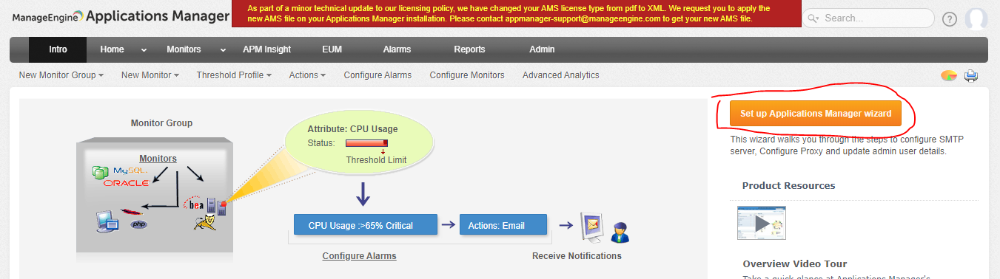 ManageEngine Applications Manager
As part of a minor technical update to our licensing policy, we have changed your AMS license type from pdf to XML. We request you to apply the
new AMS file on your Applications Manager installation. Please contact appmanager-support@manageengine.com to get your new AMS file.
Search...
?
Intro Home Monitors APM Insight EUM Alarms Reports Admin
New Monitor Group New Monitor Threshold Profile Actions Configure Alarms Configure Monitors Advanced Analytics
Monitor Group
Monitors
MySQL
ORACLE
bea
php
Attribute: CPU Usage
Status:
Threshold Limit
CPU Usage :>65% Critical
Actions: Email
Configure Alarms
Receive Notifications
Set up Applications Manager wizard
This wizard walks you through the steps to configure SMTP
server, Configure Proxy and update admin user details.
Product Resources
Overview Video Tour
Take a quick glance at Applications Manager's